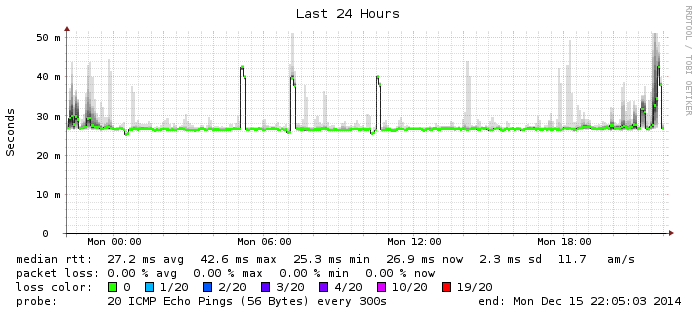 Last 24 Hours
RRDTOOL / TOBI OETIKER
Seconds
50 m
40 m
30 m
20 m
10 m
0
Mon 00:00 Mon 06:00 Mon 12:00 Mon 18:00
median rtt: 27.2 ms avg 42.6 ms max 25.3 ms min 26.9 ms now 2.3 ms sd 11.7 am/s
packet loss: 0.00 % avg 0.00 % max 0.00 % min 0.00 % now
loss color: 0 1/20 2/20 3/20 4/20 10/20 19/20
probe: 20 ICMP Echo Pings (56 Bytes) every 300s end: Mon Dec 15 22:05:03 2014